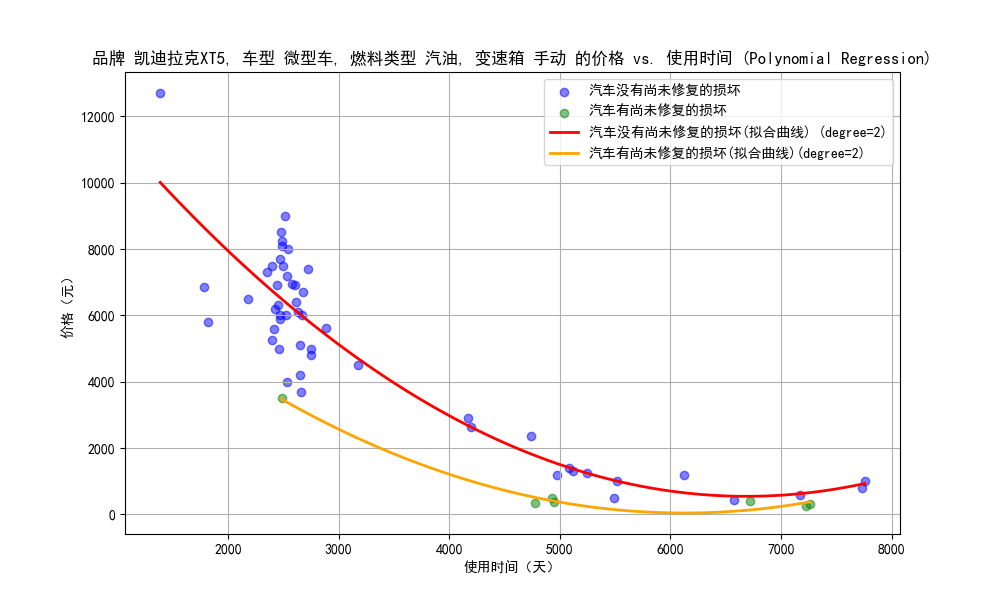 品牌 凯迪拉克XT5, 车型 微型车, 燃料类型 汽油, 变速箱 手动 的价格 vs. 使用时间 (Polynomial Regression)
汽车没有尚未修复的损坏
汽车有尚未修复的损坏
汽车没有尚未修复的损坏(拟合曲线) (degree=2)
汽车有尚未修复的损坏(拟合曲线)(degree=2)
价格（元）
12000
10000
8000
6000
4000
2000
0
2000 3000 4000 5000 6000 7000 8000
使用时间（天）